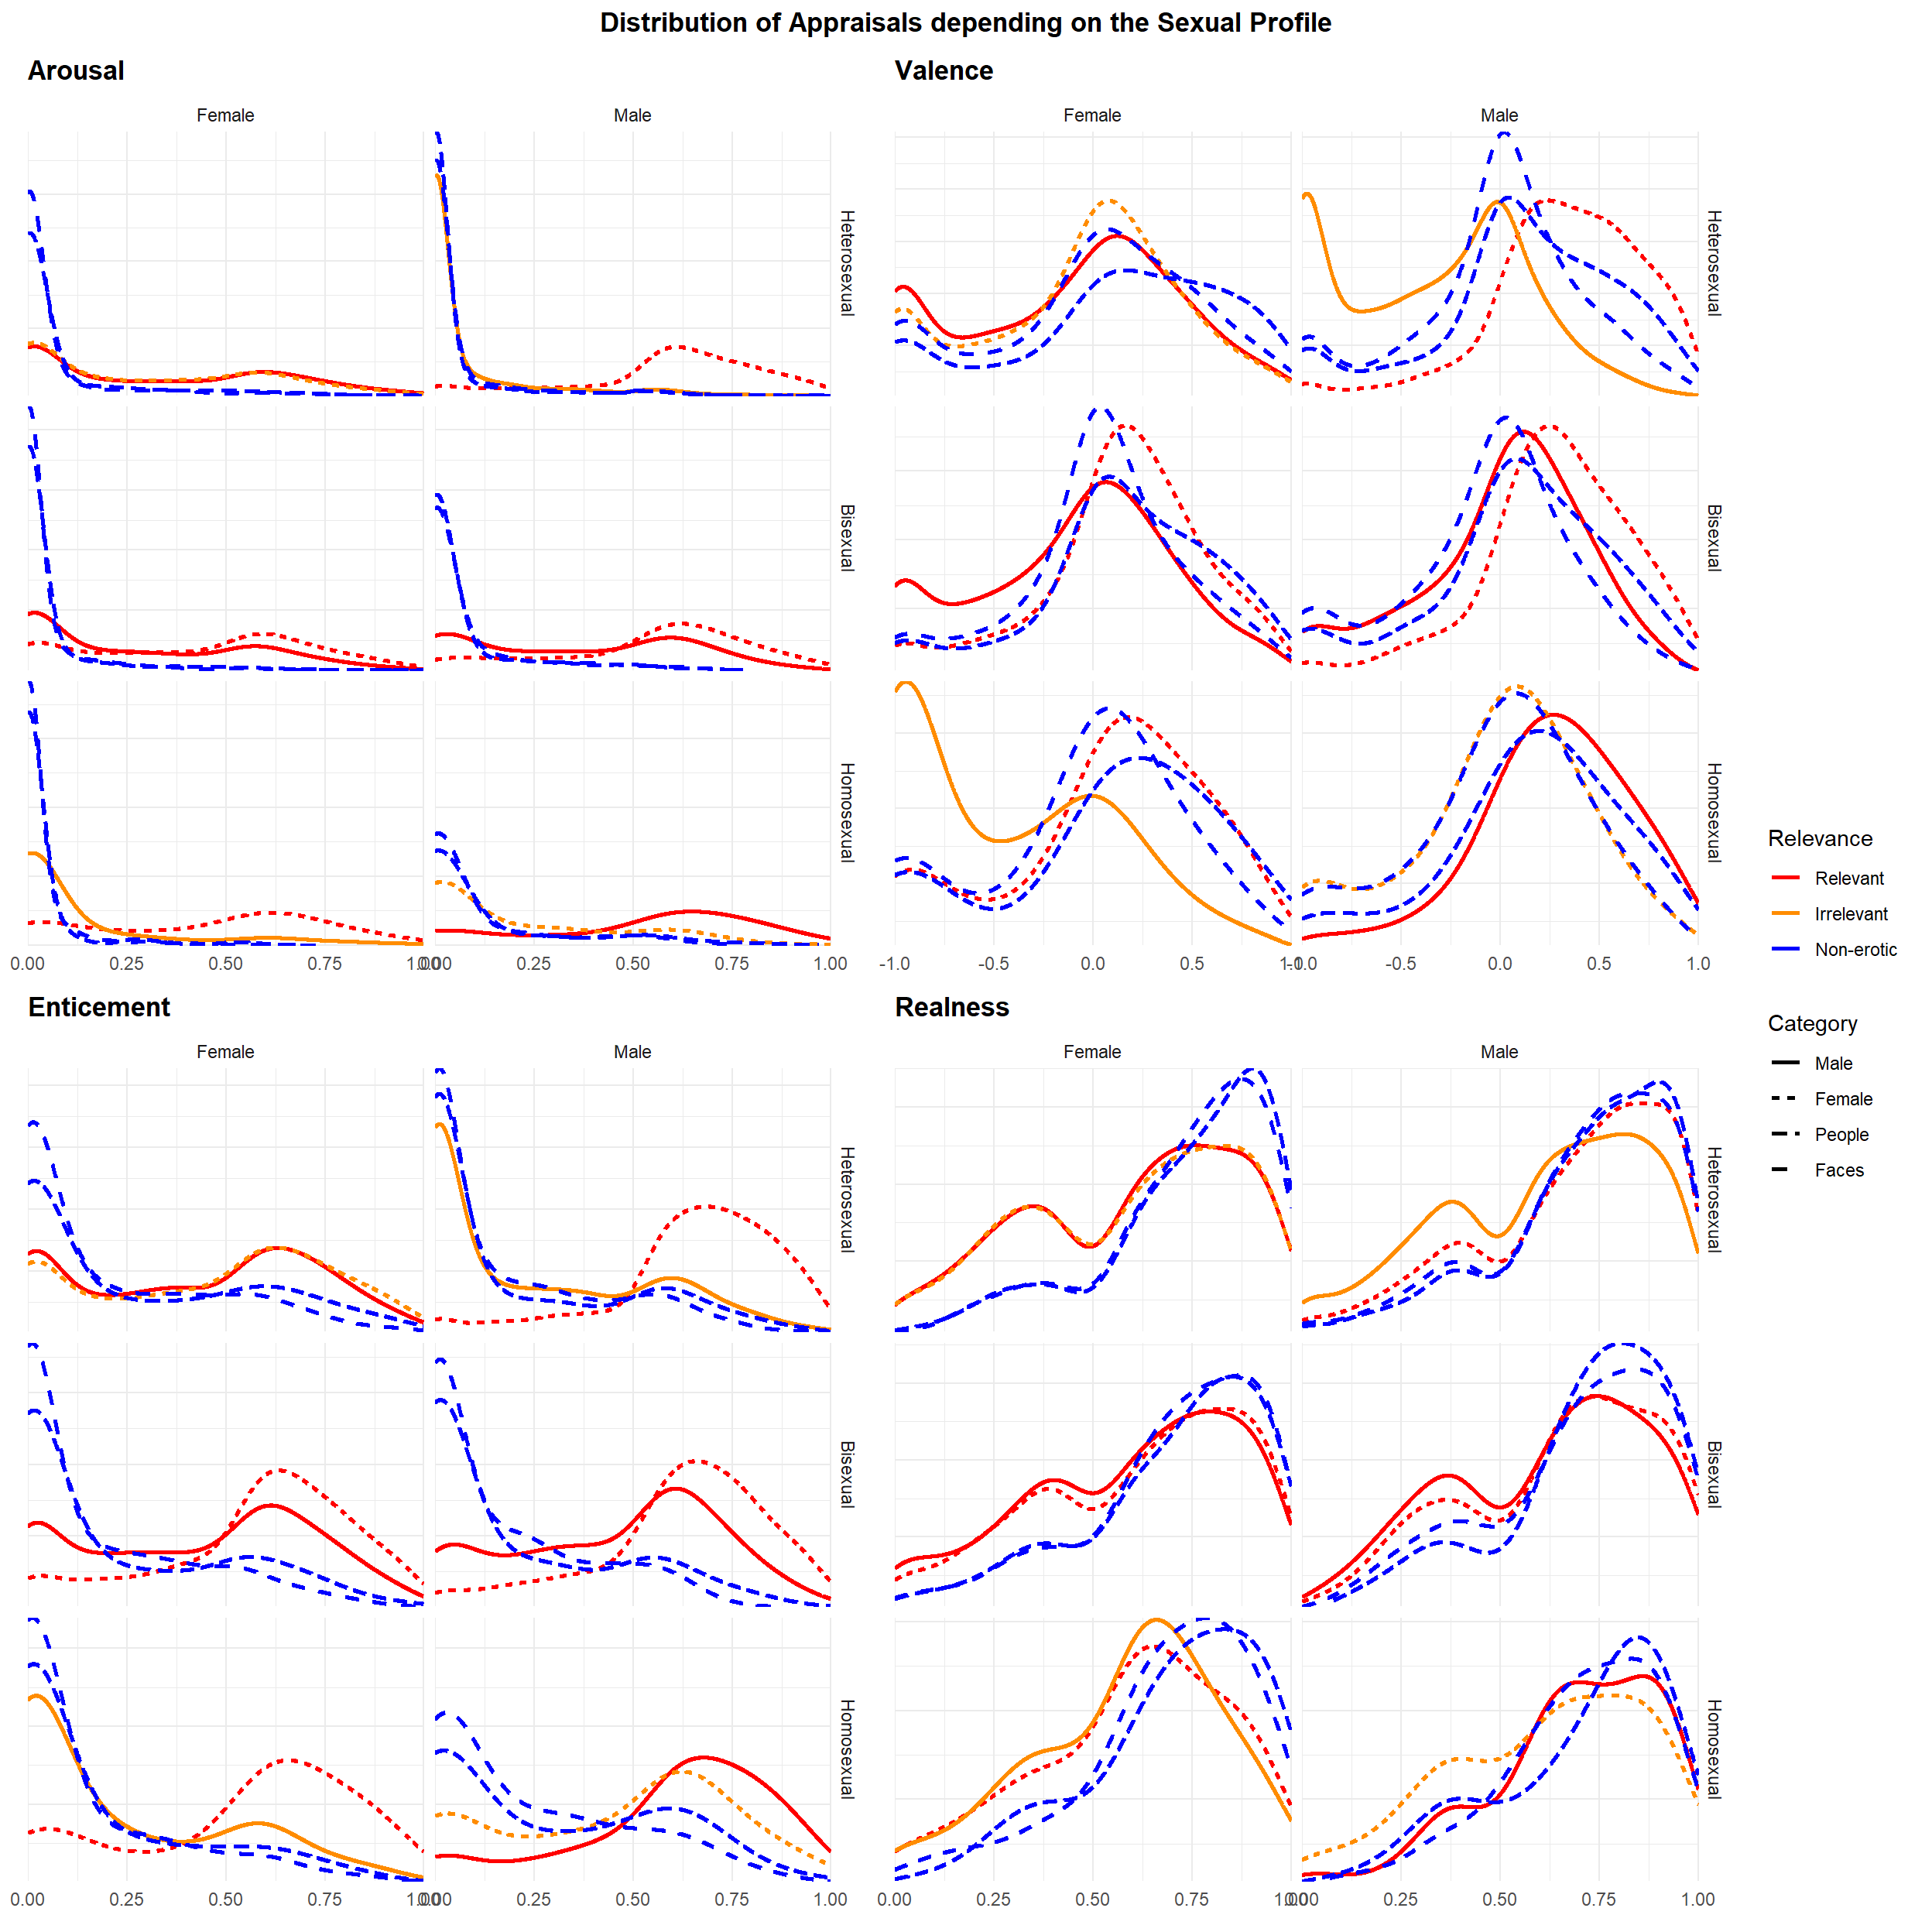 Distribution of Appraisals depending on the Sexual Profile
Arousal
Female
Male
Heterosexual
Bisexual
Homosexual
0.00 0.25 0.50 0.75 1.00
0.00 0.25 0.50 0.75 1.00
Valence
Female
Male
Heterosexual
Bisexual
Homosexual
-1.0 -0.5 0.0 0.5 1.0
-1.0 -0.5 0.0 0.5 1.0
Enticement
Female
Male
Heterosexual
Bisexual
Homosexual
0.00 0.25 0.50 0.75 1.00
0.00 0.25 0.50 0.75 1.00
Realness
Female
Male
Heterosexual
Bisexual
Homosexual
0.00 0.25 0.50 0.75 1.00
0.00 0.25 0.50 0.75 1.00
Relevance
Relevant
Irrelevant
Non-erotic
Category
Male
Female
People
Faces